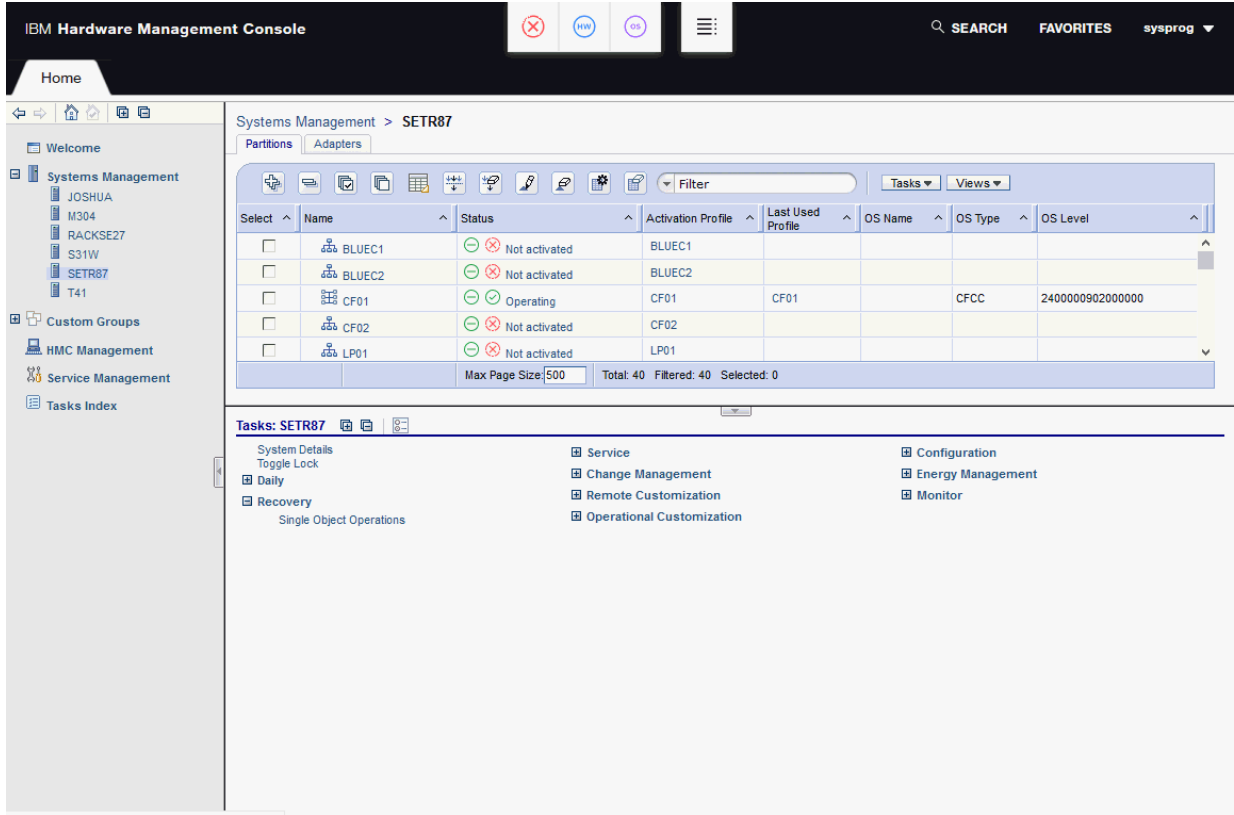 IBM Hardware Management Console
HW
OS
SEARCH FAVORITES sysprog
Home
Welcome
Systems Management
JOSHUA
M304
RACKSE27
S31W
SETR87
T41
Custom Groups
HMC Management
Service Management
Tasks Index
Systems Management > SETR87
Partitions Adapters
Filter Tasks Views
Select Name Status Activation Profile Last Used Profile OS Name OS Type OS Level
BLUEC1 Not activated BLUEC1
BLUEC2 Not activated BLUEC2
CF01 Operating CF01 CF01 CFCC 2400000902000000
CF02 Not activated CF02
LP01 Not activated LP01
Max Page Size: 500 Total: 40 Filtered: 40 Selected: 0
Tasks: SETR87
System Details
Toggle Lock
Daily
Recovery
Single Object Operations
Service
Change Management
Remote Customization
Operational Customization
Configuration
Energy Management
Monitor